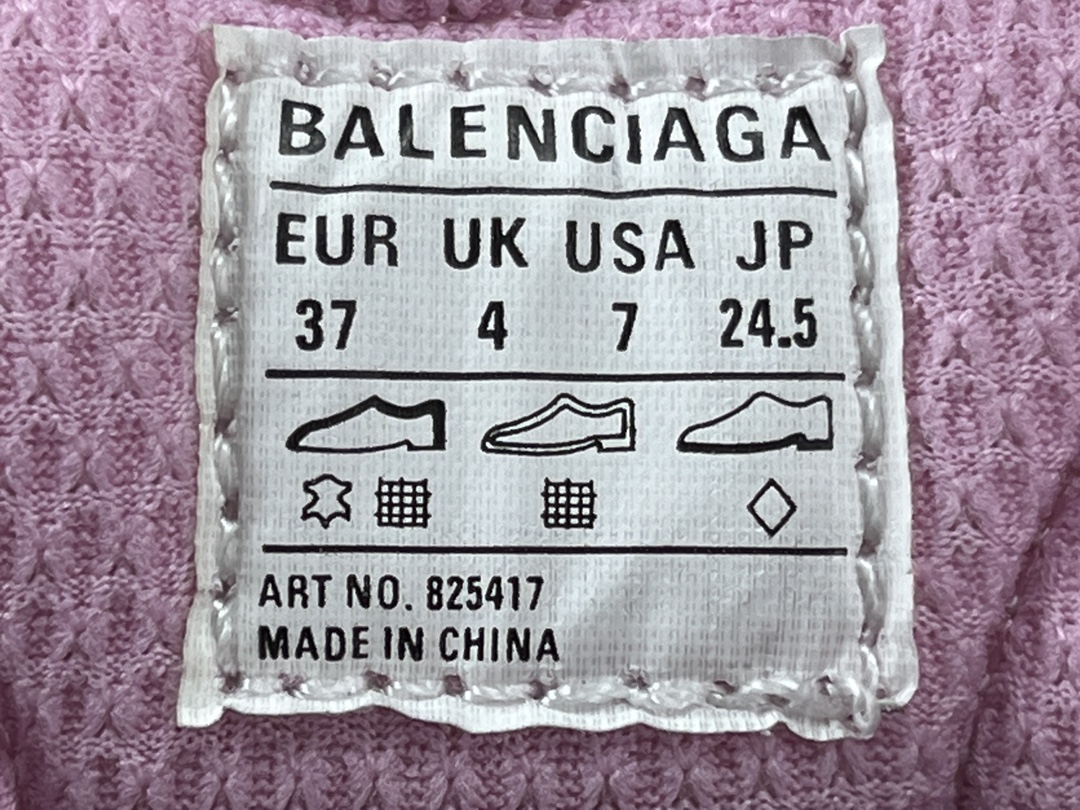 BALENCIAGA
EUR UK USA JP
37 4 7 24.5
ART NO. 825417
MADE IN CHINA